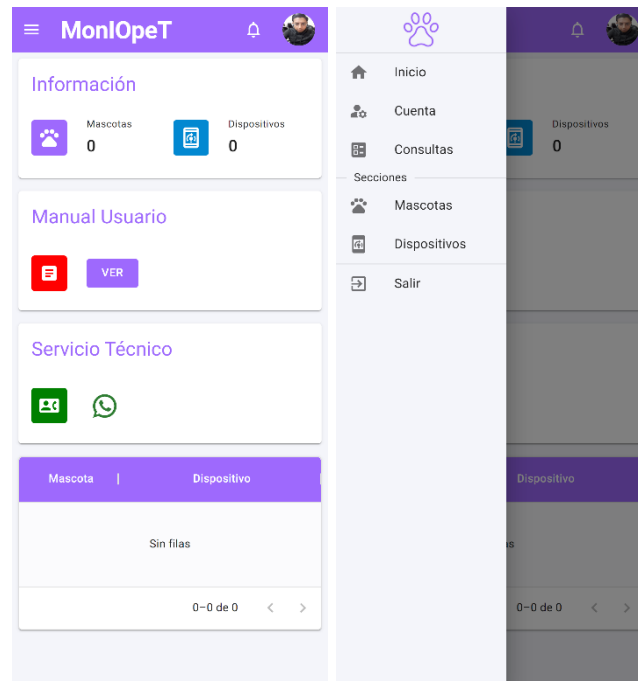 MonIOpeT
Información
Mascotas
0
Dispositivos
0
Manual Usuario
VER
Servicio Técnico
Mascota | Dispositivo
Sin filas
0–0 de 0
Inicio
Cuenta
Consultas
Secciones
Mascotas
Dispositivos
Salir
Dispositivos
0
Dispositivo
as
0–0 de 0